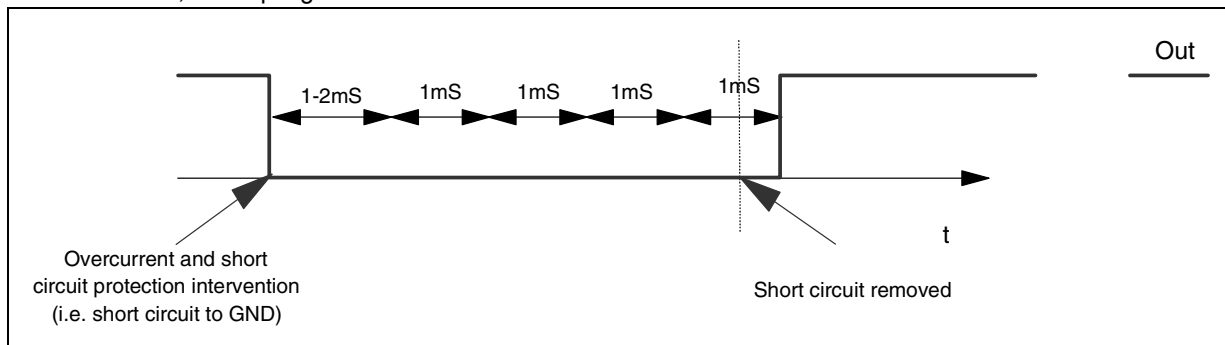 Out
1-2mS
1mS
1mS
1mS
1mS
t
Overcurrent and short
circuit protection intervention
(i.e. short circuit to GND)
Short circuit removed